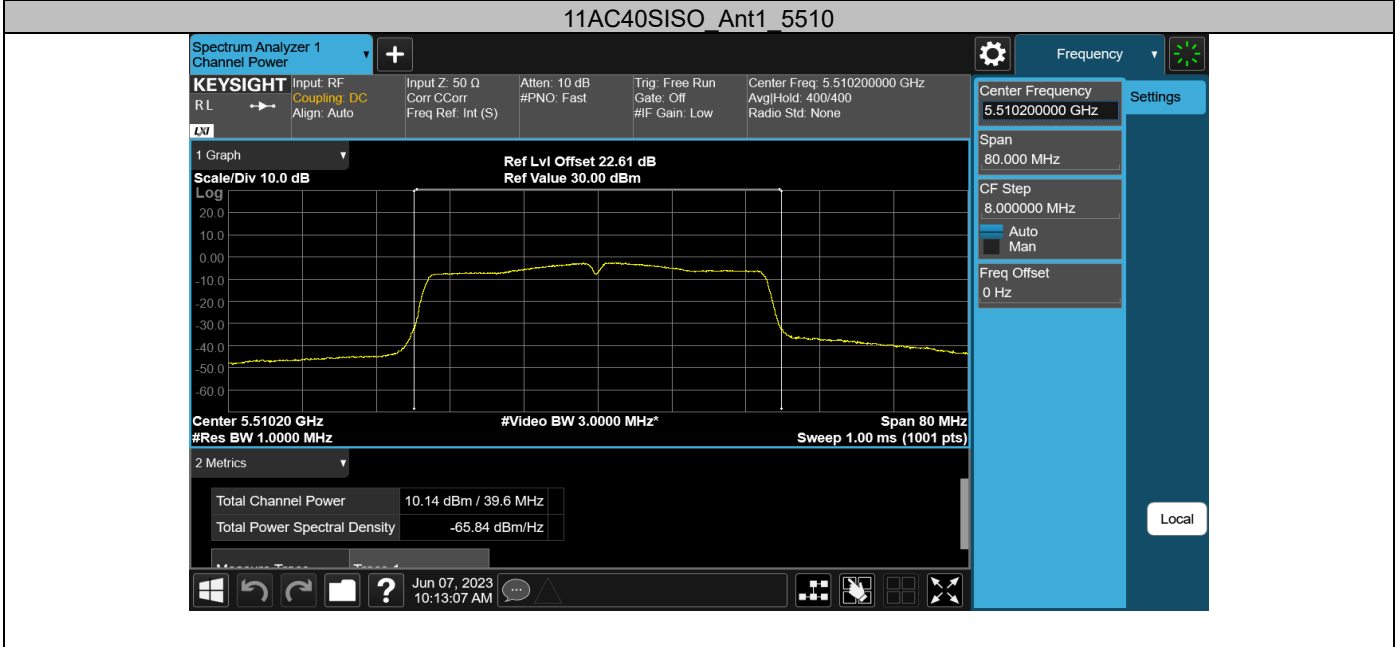 11AC40SISO_Ant1_5510
Spectrum Analyzer 1
Channel Power
+
Frequency
KEYSIGHT
R L
LXI
Input: RF
Coupling: DC
Align: Auto
Input Z: 50 Ω
Corr CCorr
Freq Ref: Int (S)
Atten: 10 dB
#PNO: Fast
Trig: Free Run
Gate: Off
#IF Gain: Low
Center Freq: 5.510200000 GHz
Avg|Hold: 400/400
Radio Std: None
Center Frequency
5.510200000 GHz
Settings
Span
80.000 MHz
CF Step
8.000000 MHz
Auto
Man
Freq Offset
0 Hz
1 Graph
Scale/Div 10.0 dB
Ref Lvl Offset 22.61 dB
Ref Value 30.00 dBm
Log
20.0
10.0
0.00
-10.0
-20.0
-30.0
-40.0
-50.0
-60.0
Center 5.51020 GHz
#Video BW 3.0000 MHz*
Span 80 MHz
#Res BW 1.0000 MHz
Sweep 1.00 ms (1001 pts)
2 Metrics
Total Channel Power 10.14 dBm / 39.6 MHz
Total Power Spectral Density -65.84 dBm/Hz
Measure Trace Trace 1
Local
?
Jun 07, 2023
10:13:07 AM